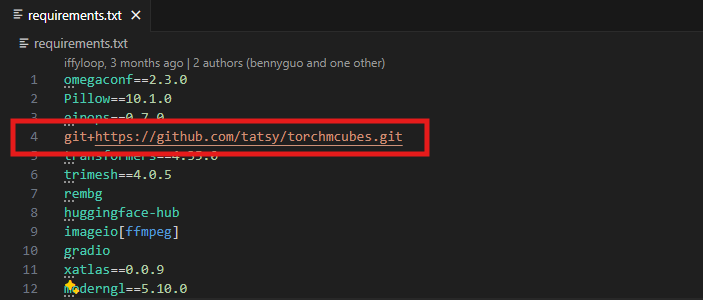 requirements.txt
requirements.txt
iffyloop, 3 months ago | 2 authors (bennyguo and one other)
1 omegaconf==2.3.0
2 Pillow==10.1.0
3 einops==0.7.0
4 git+https://github.com/tatsy/torchmcubes.git
5 transformers==4.35.0
6 trimesh==4.0.5
7 rembg
8 huggingface-hub
9 imageio[ffmpeg]
10 gradio
11 xatlas==0.0.9
12 moderngl==5.10.0